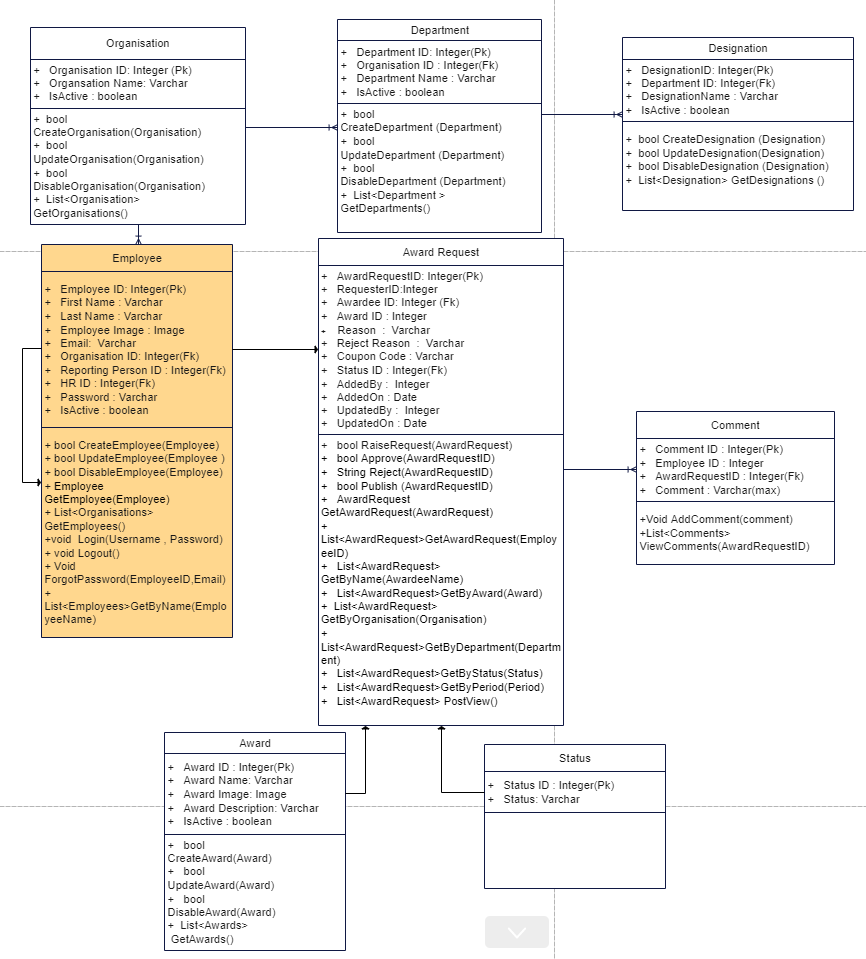 Organisation
+ Organisation ID: Integer (Pk)
+ Organsation Name: Varchar
+ IsActive : boolean
+ bool
CreateOrganisation(Organisation)
+ bool
UpdateOrganisation(Organisation)
+ bool
DisableOrganisation(Organisation)
+ List<Organisation>
GetOrganisations()
Department
+ Department ID: Integer(Pk)
+ Organisation ID : Integer(Fk)
+ Department Name : Varchar
+ IsActive : boolean
+ bool
CreateDepartment (Department)
+ bool
UpdateDepartment (Department)
+ bool
DisableDepartment (Department)
+ List<Department >
GetDepartments()
Designation
+ DesignationID: Integer(Pk)
+ Department ID: Integer(Fk)
+ DesignationName : Varchar
+ IsActive : boolean
+ bool CreateDesignation (Designation)
+ bool UpdateDesignation(Designation)
+ bool DisableDesignation (Designation)
+ List<Designation> GetDesignations ()
Employee
+ Employee ID: Integer(Pk)
+ First Name : Varchar
+ Last Name : Varchar
+ Employee Image : Image
+ Email: Varchar
+ Organisation ID: Integer(Fk)
+ Reporting Person ID : Integer(Fk)
+ HR ID : Integer(Fk)
+ Password : Varchar
+ IsActive : boolean
+ bool CreateEmployee(Employee)
+ bool UpdateEmployee(Employee )
+ bool DisableEmployee(Employee)
+ Employee
GetEmployee(Employee)
+ List<Organisations>
GetEmployees()
+void Login(Username , Password)
+ void Logout()
+ Void
ForgotPassword(EmployeeID,Email)
+
List<Employees>GetByName(Emplo
yeeName)
Award Request
+ AwardRequestID: Integer(Pk)
+ RequesterID:Integer
+ Awardee ID: Integer (Fk)
+ Award ID : Integer
+ Reason : Varchar
+ Reject Reason : Varchar
+ Coupon Code : Varchar
+ Status ID : Integer(Fk)
+ AddedBy : Integer
+ AddedOn : Date
+ UpdatedBy : Integer
+ UpdatedOn : Date
+ bool RaiseRequest(AwardRequest)
+ bool Approve(AwardRequestID)
+ String Reject(AwardRequestID)
+ bool Publish (AwardRequestID)
+ AwardRequest
GetAwardRequest(AwardRequest)
+
List<AwardRequest>GetAwardRequest(Employ
eeID)
+ List<AwardRequest>
GetByName(AwardeeName)
+ List<AwardRequest>GetByAward(Award)
+ List<AwardRequest>
GetByOrganisation(Organisation)
+
List<AwardRequest>GetByDepartment(Departm
ent)
+ List<AwardRequest>GetByStatus(Status)
+ List<AwardRequest>GetByPeriod(Period)
+ List<AwardRequest> PostView()
Comment
+ Comment ID : Integer(Pk)
+ Employee ID : Integer
+ AwardRequestID : Integer(Fk)
+ Comment : Varchar(max)
+Void AddComment(comment)
+List<Comments>
ViewComments(AwardRequestID)
Award
+ Award ID : Integer(Pk)
+ Award Name: Varchar
+ Award Image: Image
+ Award Description: Varchar
+ IsActive : boolean
+ bool
CreateAward(Award)
+ bool
UpdateAward(Award)
+ bool
DisableAward(Award)
+ List<Awards>
GetAwards()
Status
+ Status ID : Integer(Pk)
+ Status: Varchar